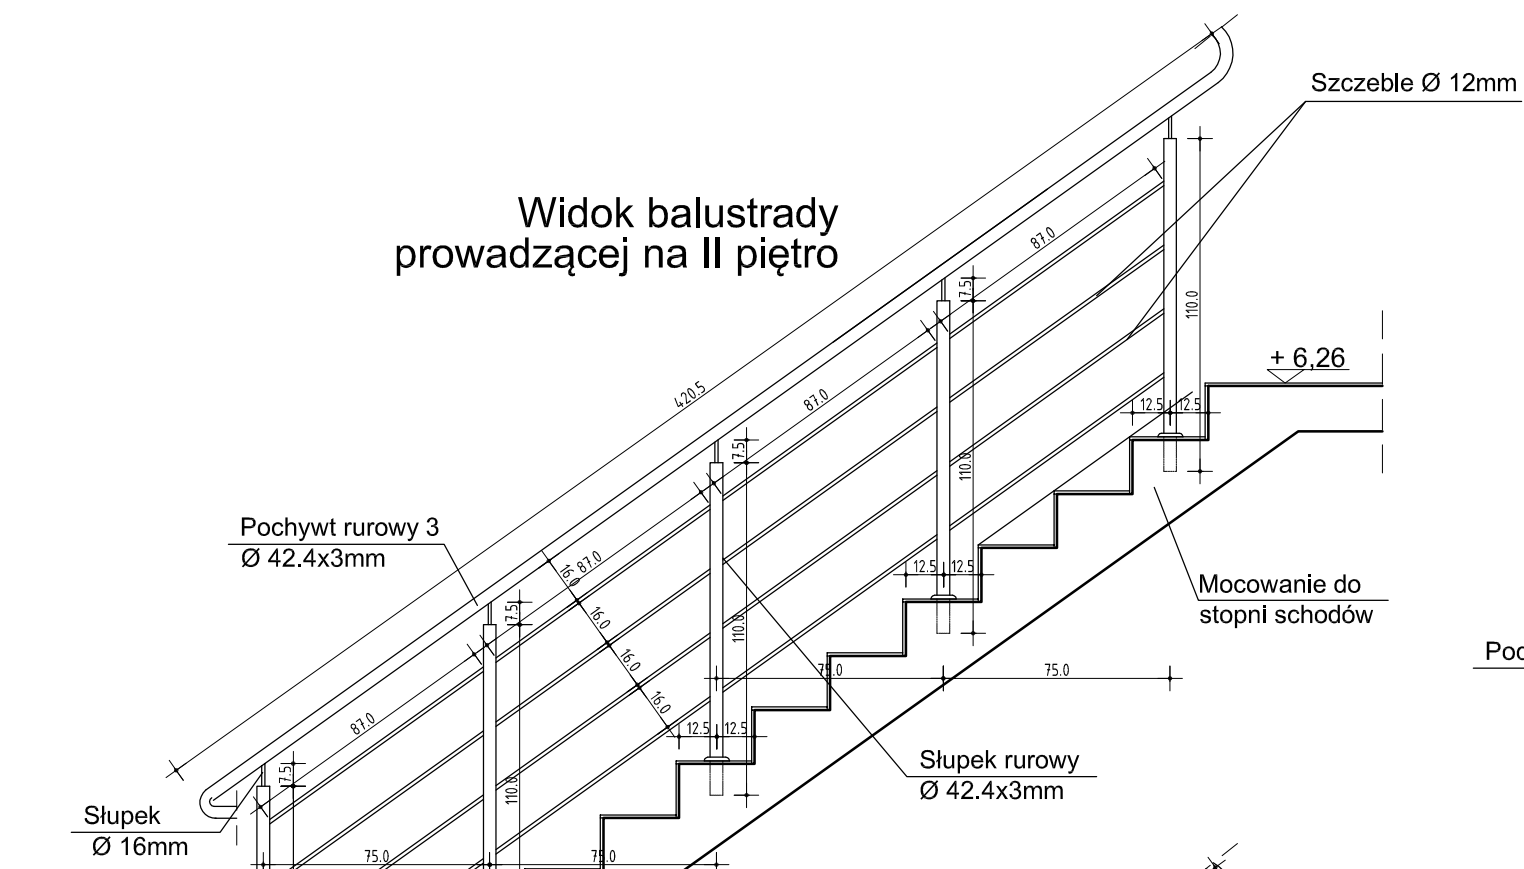 Szczeble Ø 12mm
Widok balustrady
prowadzącej na II piętro
87.0
7.5
110.0
+ 6,26
420.5
87.0
12.5 12.5
7.5
110.0
Pochywt rurowy 3
Ø 42.4x3mm
87.0
16.0
12.5 12.5
Mocowanie do
stopni schodów
7.5
16.0
110.0
16.0
75.0
75.0
Poc
16.0
87.0
12.5 12.5
Słupek rurowy
Ø 42.4x3mm
7.5
110.0
Słupek
Ø 16mm
75.0
75.0